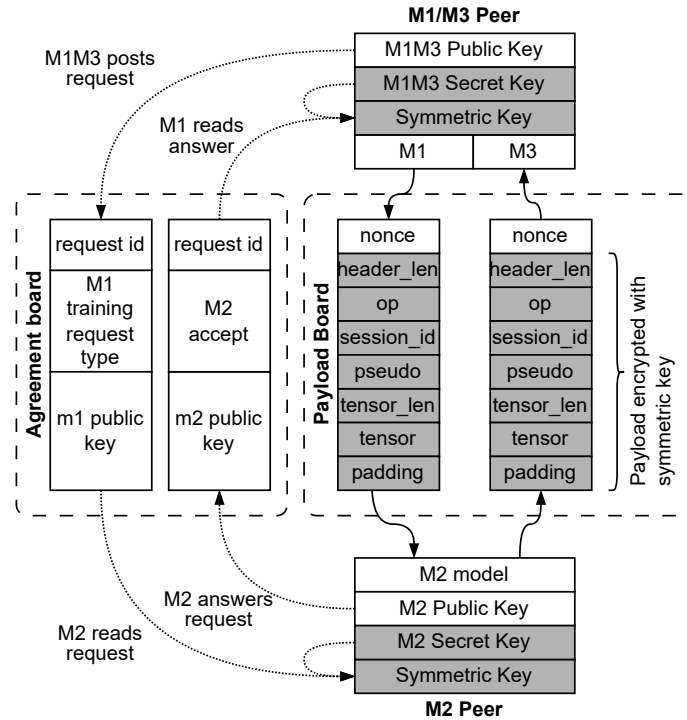 M1/M3 Peer
M1M3 Public Key
M1M3 Secret Key
Symmetric Key
M1
M3
M1M3 posts
request
M1 reads
answer
Agreement board
request id
M1
training
request
type
m1 public
key
request id
M2
accept
m2 public
key
Payload Board
nonce
header_len
op
session_id
pseudo
tensor_len
tensor
padding
nonce
header_len
op
session_id
pseudo
tensor_len
tensor
padding
Payload encrypted with
symmetric key
M2 reads
request
M2 answers
request
M2 model
M2 Public Key
M2 Secret Key
Symmetric Key
M2 Peer